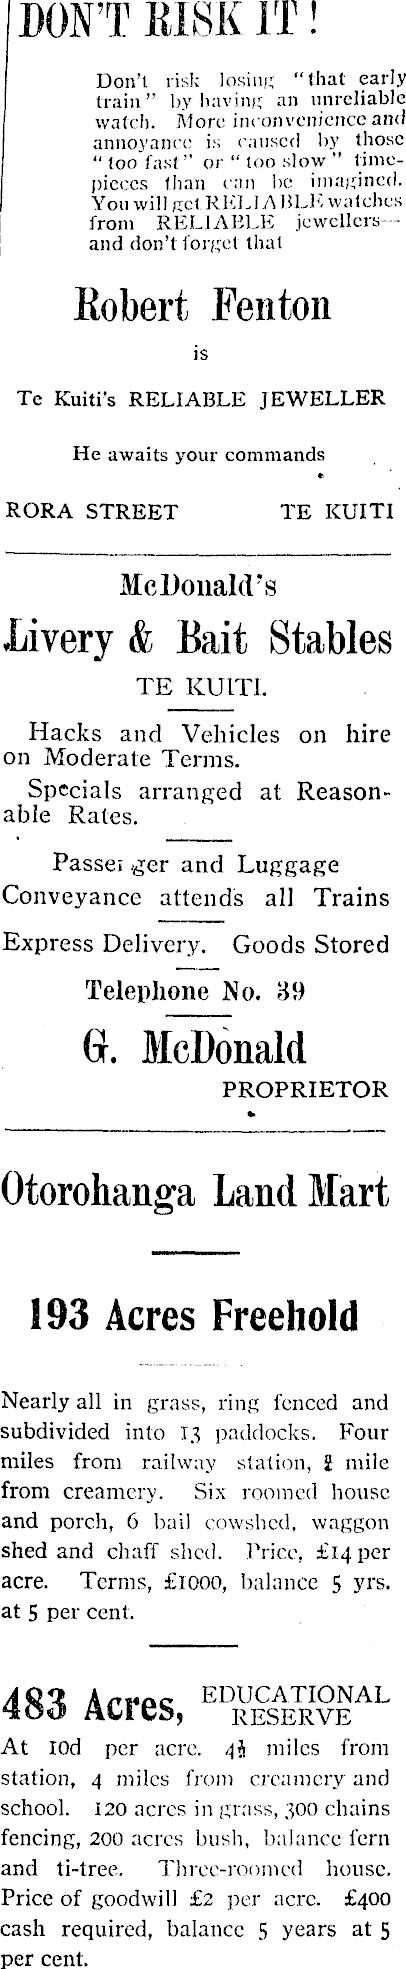 DON'T RISK IT!
Don't risk losing "that early
train" by having an unreliable
watch. More inconvenience and
annoyance is caused by those
"too fast" or "too slow" time-
pieces than can be imagined.
You will get RELIABLE watches
from RELIABLE jewellers—
and don't forget that
Robert Fenton
is
Te Kuiti's RELIABLE JEWELLER
He awaits your commands
RORA STREET TE KUITI
McDonald's
Livery & Bait Stables
TE KUITI.
Hacks and Vehicles on hire
on Moderate Terms.
Specials arranged at Reason-
able Rates.
Passenger and Luggage
Conveyance attends all Trains
Express Delivery. Goods Stored
Telephone No. 39
G. McDonald
PROPRIETOR
Otorohanga Land Mart
193 Acres Freehold
Nearly all in grass, ring fenced and
subdivided into 13 paddocks. Four
miles from railway station, mile
from creamery. Six roomed house
and porch, 6 bail cowshed, waggon
shed and chaff shed. Price, £14 per
acre. Terms, £1000, balance 5 yrs.
at 5 per cent.
483 Acres, EDUCATIONAL
RESERVE
At 10d per acre. 4½ miles from
station, 4 miles from creamery and
school. 120 acres in grass, 300 chains
fencing, 200 acres bush, balance fern
and ti-tree. Three-roomed house.
Price of goodwill £2 per acre. £400
cash required, balance 5 years at 5
per cent.